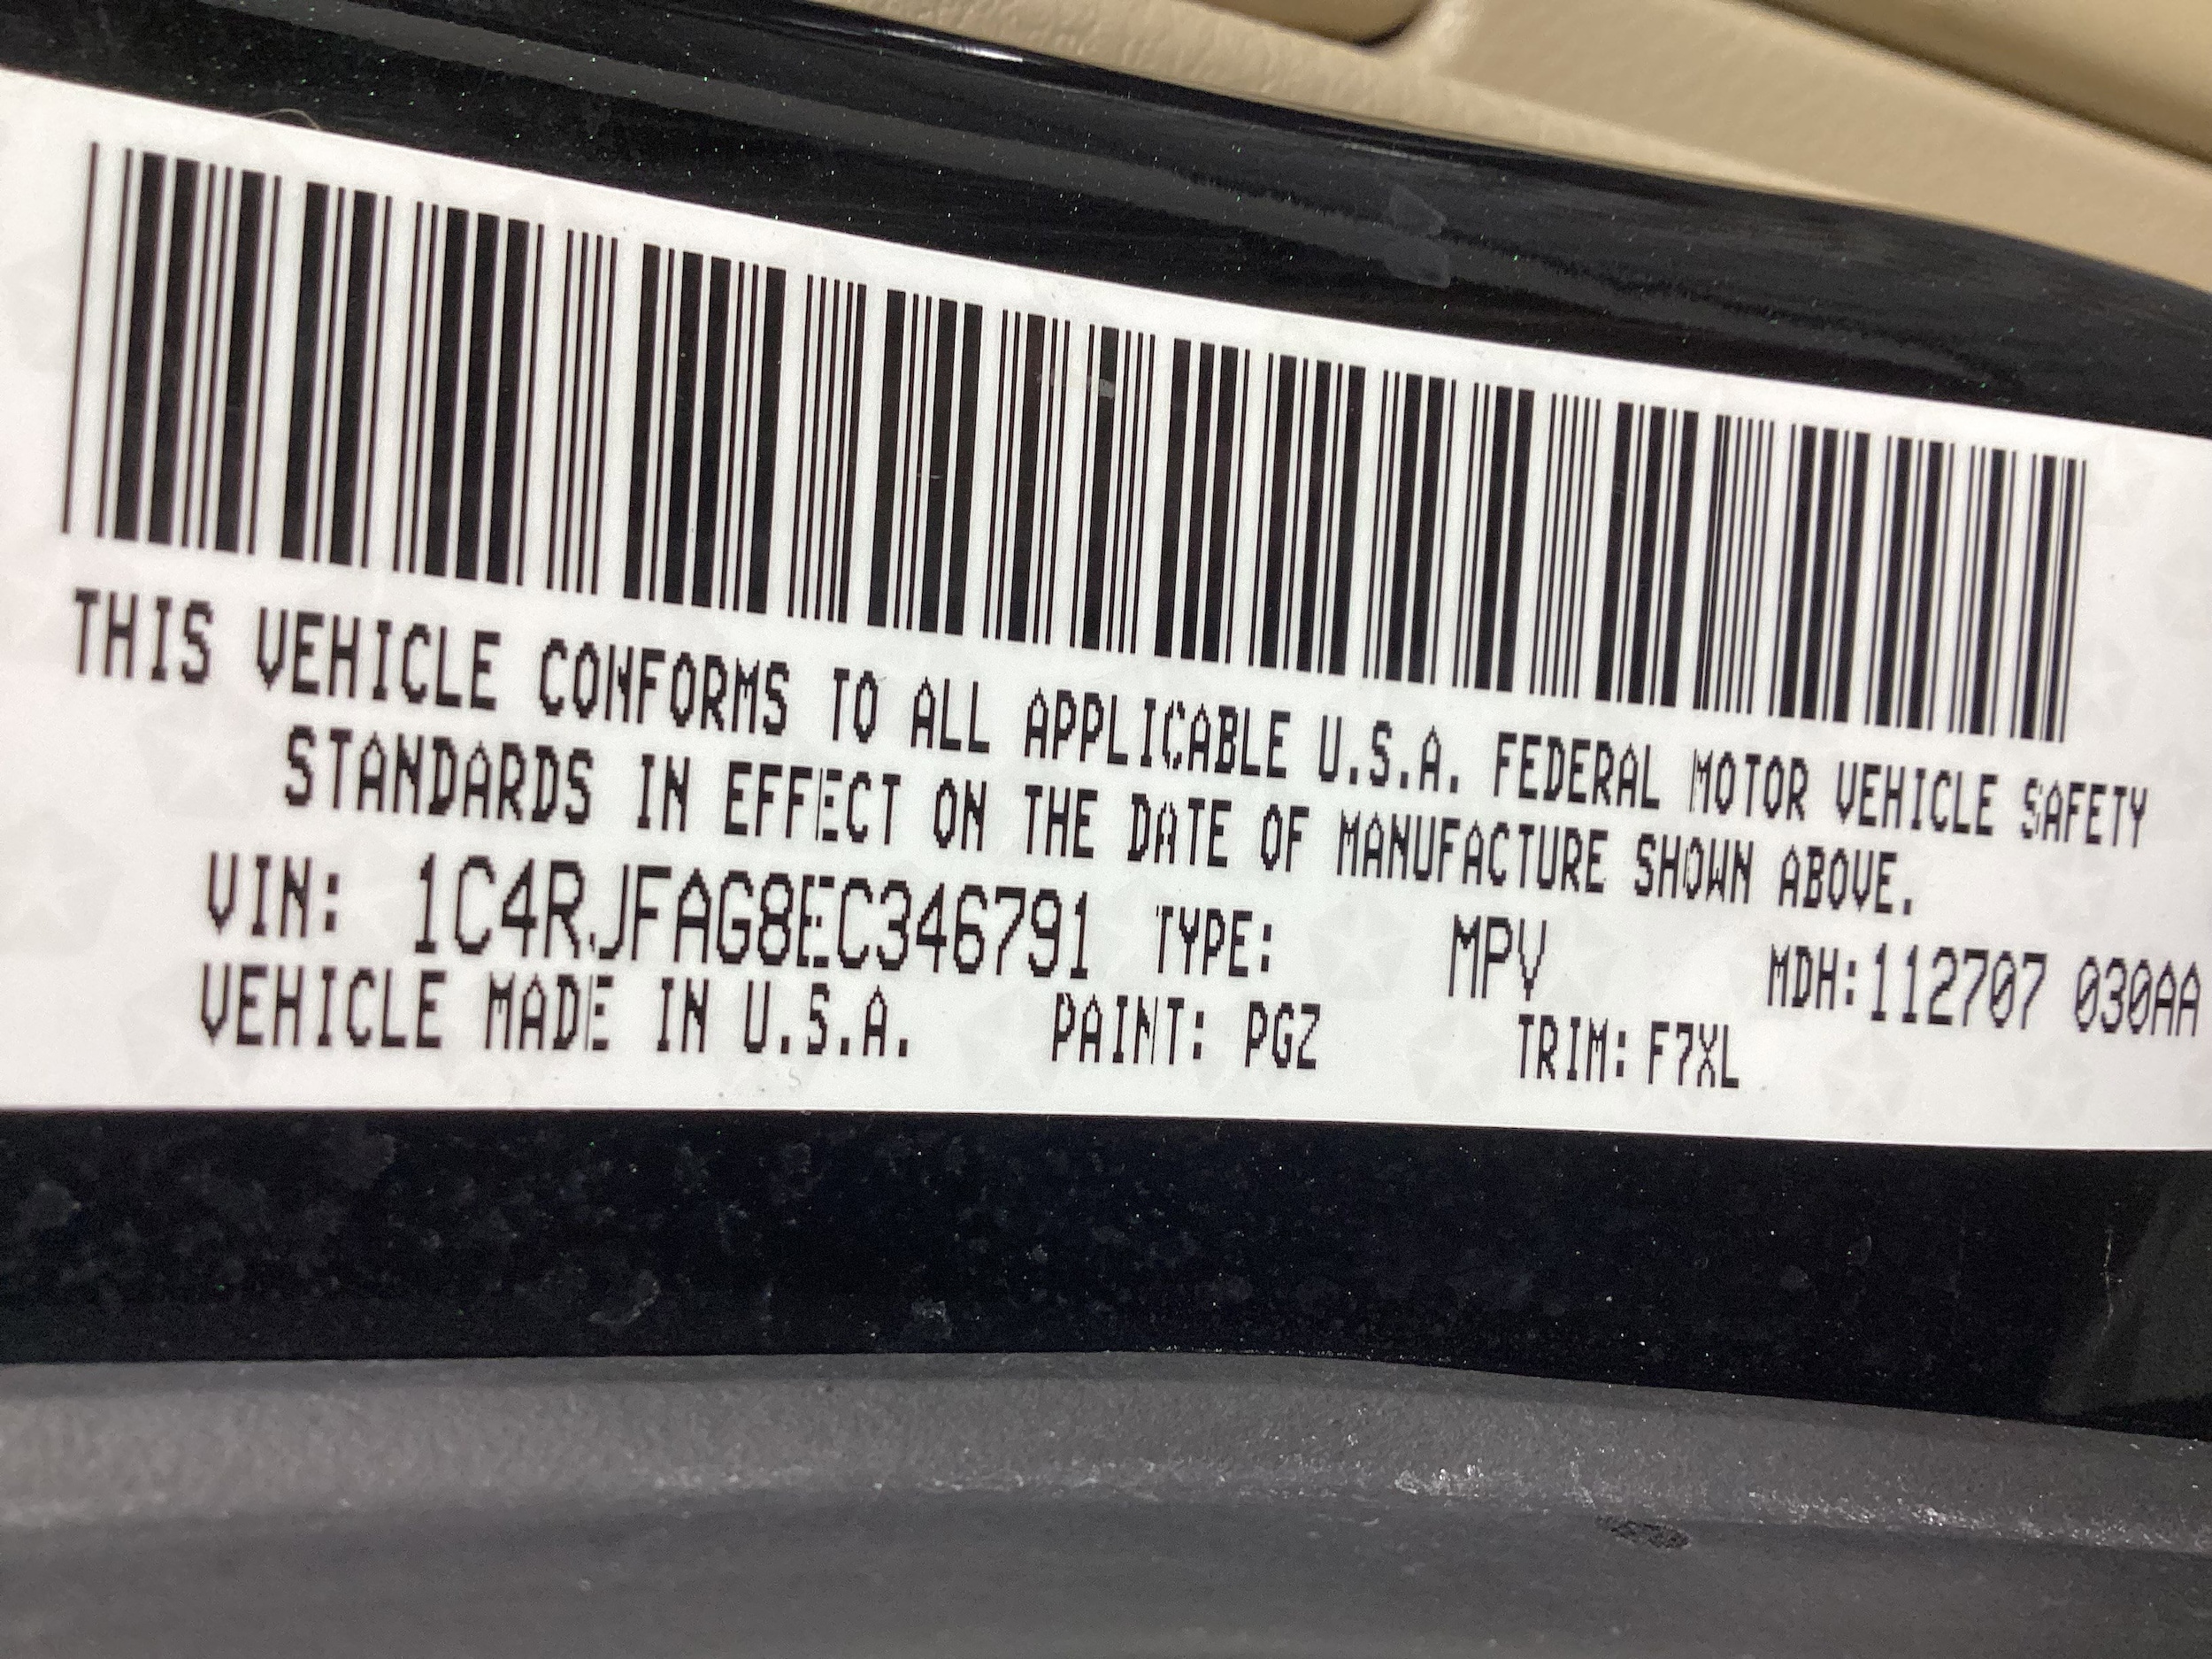 THIS VEHICLE CONFORMS TO ALL APPLICABLE U.S.A. FEDERAL MOTOR VEHICLE SAFETY
STANDARDS IN EFFECT ON THE DATE OF MANUFACTURE SHOWN ABOVE.
VIN: 1C4RJFAG8EC346791 TYPE: MPV MDH:112707 030AA
VEHICLE MADE IN U.S.A. PAINT: PGZ TRIM: F7XL